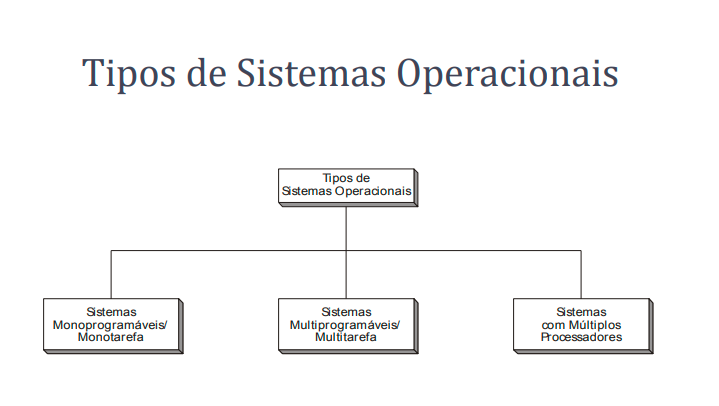 Tipos de Sistemas Operacionais
Tipos de
Sistemas Operacionais
Sistemas
Monoprogramáveis/
Monotarefa
Sistemas
Multiprogramáveis/
Multitarefa
Sistemas
com Múltiplos
Processadores